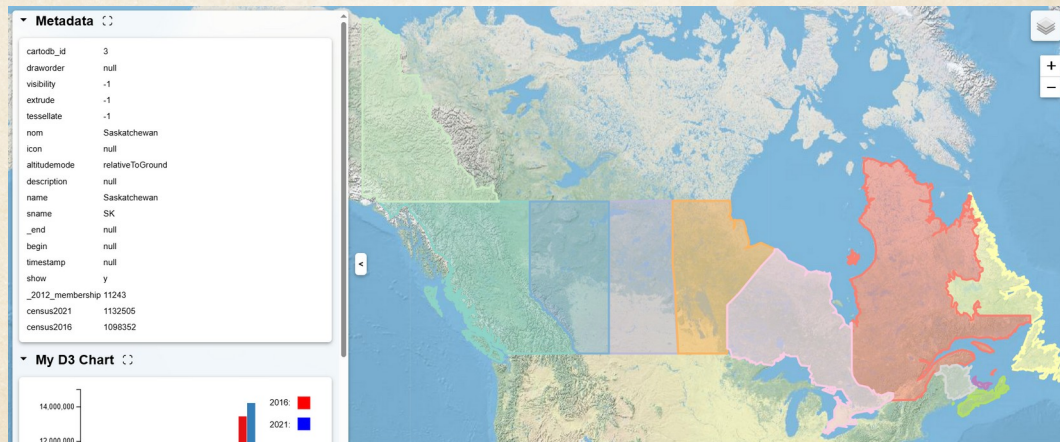 Metadata
cartodb_id 3
draworder null
visibility -1
extrude -1
tessellate -1
nom Saskatchewan
icon null
altitudemode relativeToGround
description null
name Saskatchewan
sname SK
_end null
begin null
timestamp null
show y
_2012_membership 11243
census2021 1132505
census2016 1098352
My D3 Chart
14,000,000
2016:
2021:
12,000,000
<
+
−